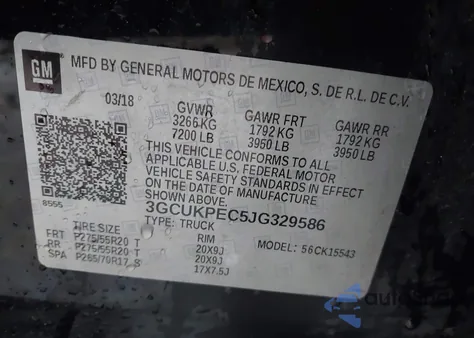 GM
MFD BY GENERAL MOTORS DE MEXICO, S. DE R.L. DE C.V.
03/18 GVWR GAWR FRT GAWR RR
3266 KG 1792 KG 1792 KG
7200 LB 3960 LB 3950 LB
THIS VEHICLE CONFORMS TO ALL
APPLICABLE U.S. FEDERAL MOTOR
VEHICLE SAFETY STANDARDS IN EFFECT
ON THE DATE OF MANUFACTURE
SHOWN ABOVE.
8555 3GCUKPEC5JG329586
TYPE: TRUCK MODEL: 56CK15543
TIRE SIZE RIM
FRT P275/55R20 T 20X9J
RR P275/55R20 T 20X9J
SPA P265/70R17 S 17X7.5J